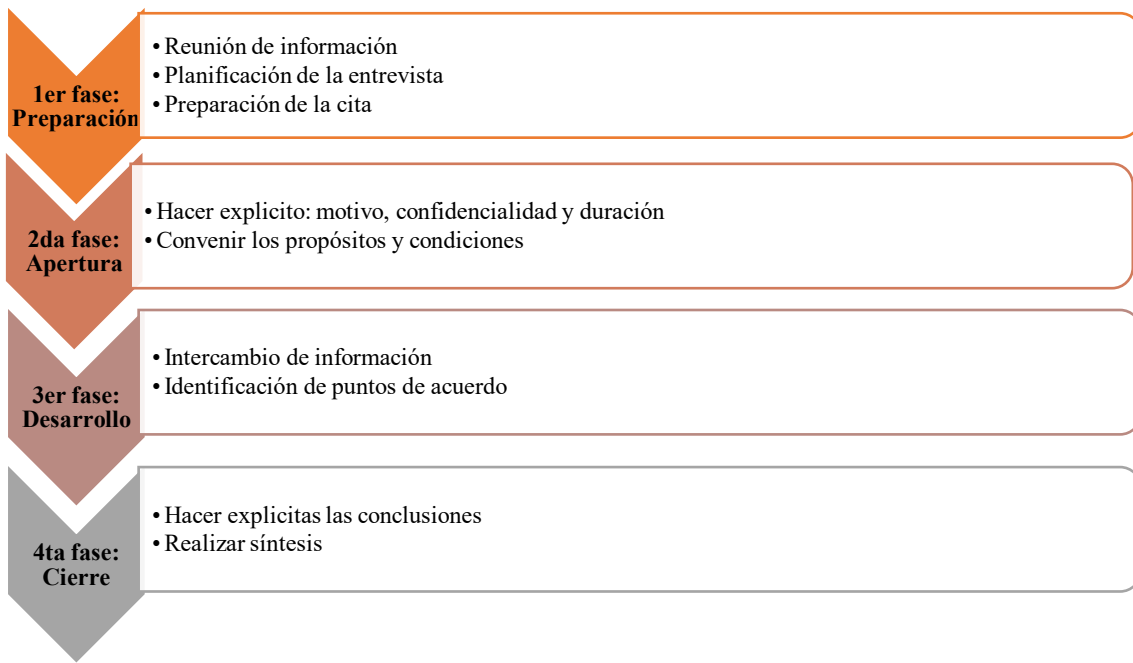 1er fase:
Preparación
• Reunión de información
• Planificación de la entrevista
• Preparación de la cita
2da fase:
Apertura
• Hacer explicito: motivo, confidencialidad y duración
• Convenir los propósitos y condiciones
3er fase:
Desarrollo
• Intercambio de información
• Identificación de puntos de acuerdo
4ta fase:
Cierre
• Hacer explicitas las conclusiones
• Realizar síntesis